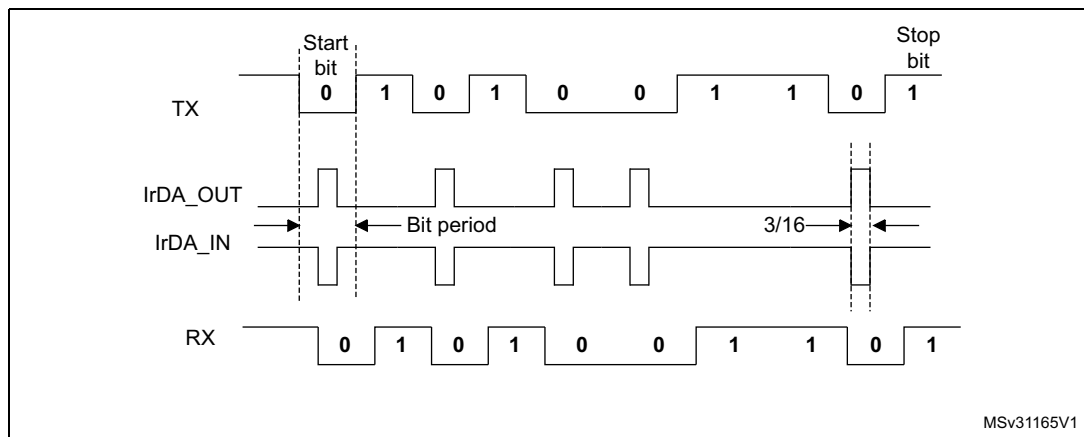 Start
bit
Stop
bit
TX
0 1 0 1 0 0 1 1 0 1
IrDA_OUT
Bit period
3/16
IrDA_IN
RX
0 1 0 1 0 0 1 1 0 1
MSv31165V1